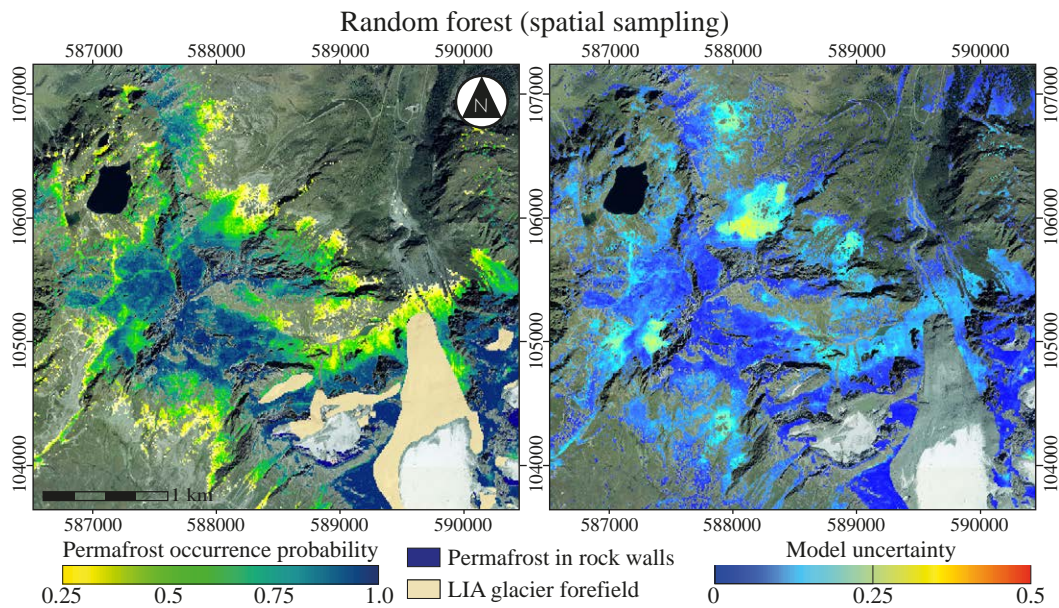 Random forest (spatial sampling)
587000 588000 589000 590000 587000 588000 589000 590000
107000 107000
106000 106000
105000 105000
104000 104000
N
1 km
587000 588000 589000 590000 587000 588000 589000 590000
Permafrost occurrence probability
0.25 0.5 0.75 1.0
Permafrost in rock walls
LIA glacier forefield
Model uncertainty
0 0.25 0.5